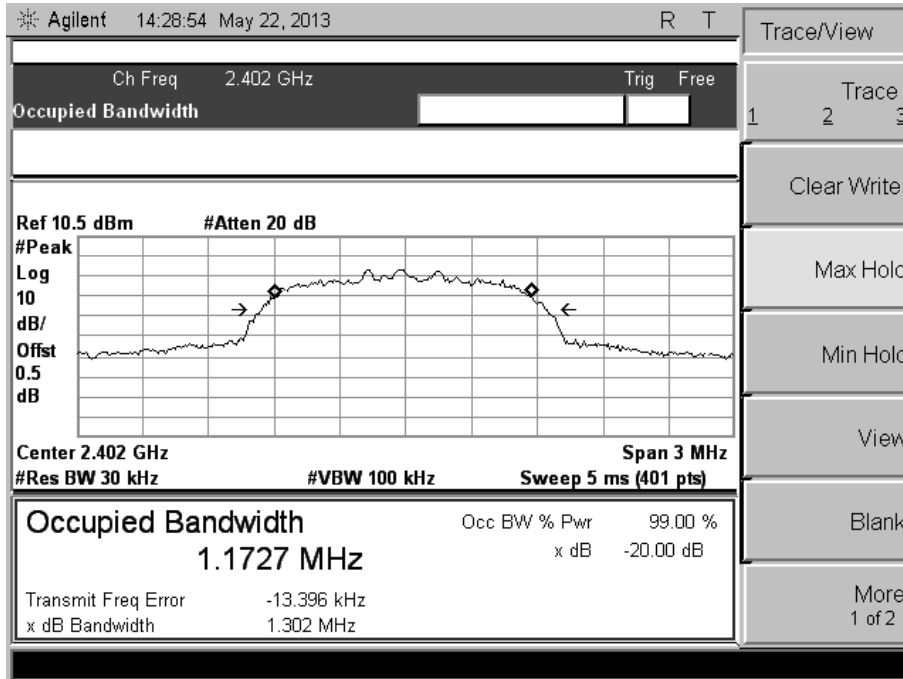 Agilent 14:28:54 May 22, 2013 R T
Trace/View
Ch Freq 2.402 GHz Trig Free
Occupied Bandwidth
Trace
1 2 3
Clear Write
Max Hold
Min Hold
View
Blank
More
1 of 2
Ref 10.5 dBm #Atten 20 dB
#Peak
Log
10
dB/
Offst
0.5
dB
Center 2.402 GHz Span 3 MHz
#Res BW 30 kHz #VBW 100 kHz Sweep 5 ms (401 pts)
Occupied Bandwidth Occ BW % Pwr 99.00 %
1.1727 MHz x dB -20.00 dB
Transmit Freq Error -13.396 kHz
x dB Bandwidth 1.302 MHz